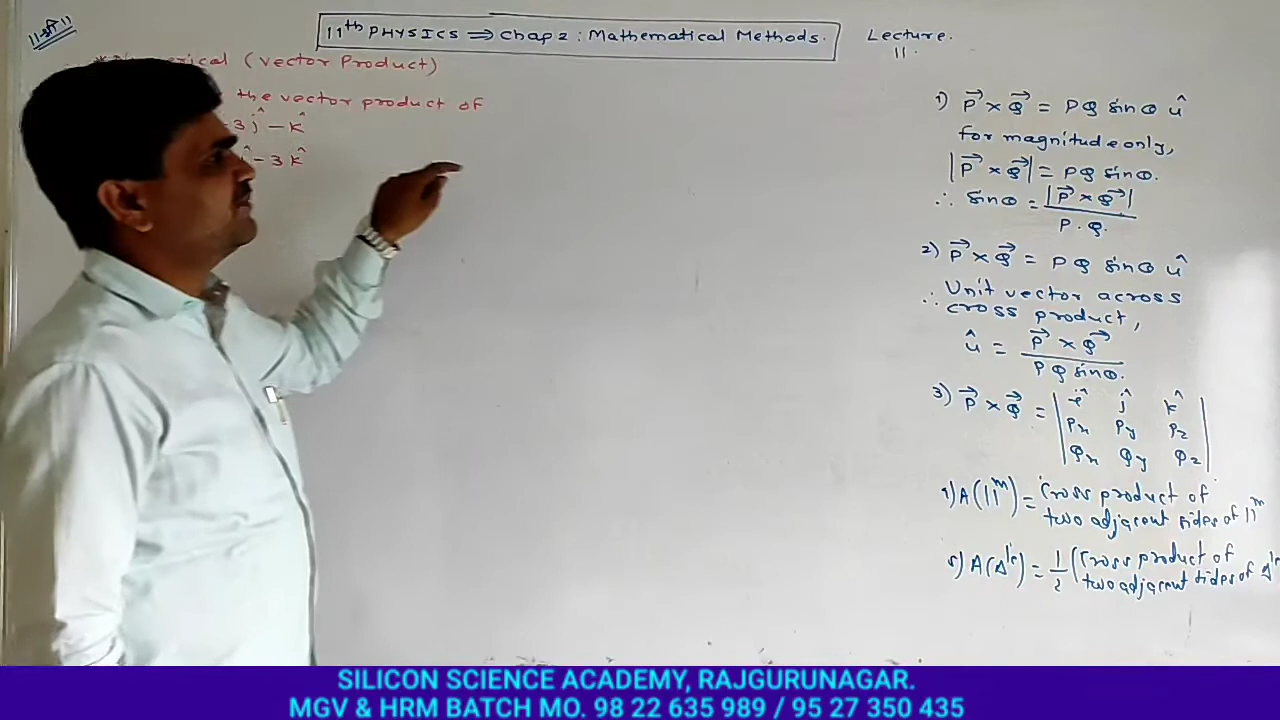 11th PHYSICS ⇒ Chap 2 : Mathematical Methods.
Lecture. 11.
(Vector Product)
the vector product of
-3ĵ - k̂
- 3k̂
1) P⃗ × Q⃗ = PQ sinθ û
for magnitude only,
|P⃗ × Q⃗| = PQ sinθ.
∴ sinθ = |P⃗ × Q⃗| / P.Q.
2) P⃗ × Q⃗ = PQ sinθ û
∴ Unit vector across
cross product,
û = P⃗ × Q⃗ / PQ sinθ.
3) P⃗ × Q⃗ = | î ĵ k̂ |
| Px Py Pz |
| Qx Qy Qz |
4) A(11m) = Cross product of
two adjacent sides of 11m
5) A(Δle) = 1/2 (Cross product of
two adjacent sides of Δle
SILICON SCIENCE ACADEMY, RAJGURUNAGAR.
MGV & HRM BATCH MO. 98 22 635 989 / 95 27 350 435